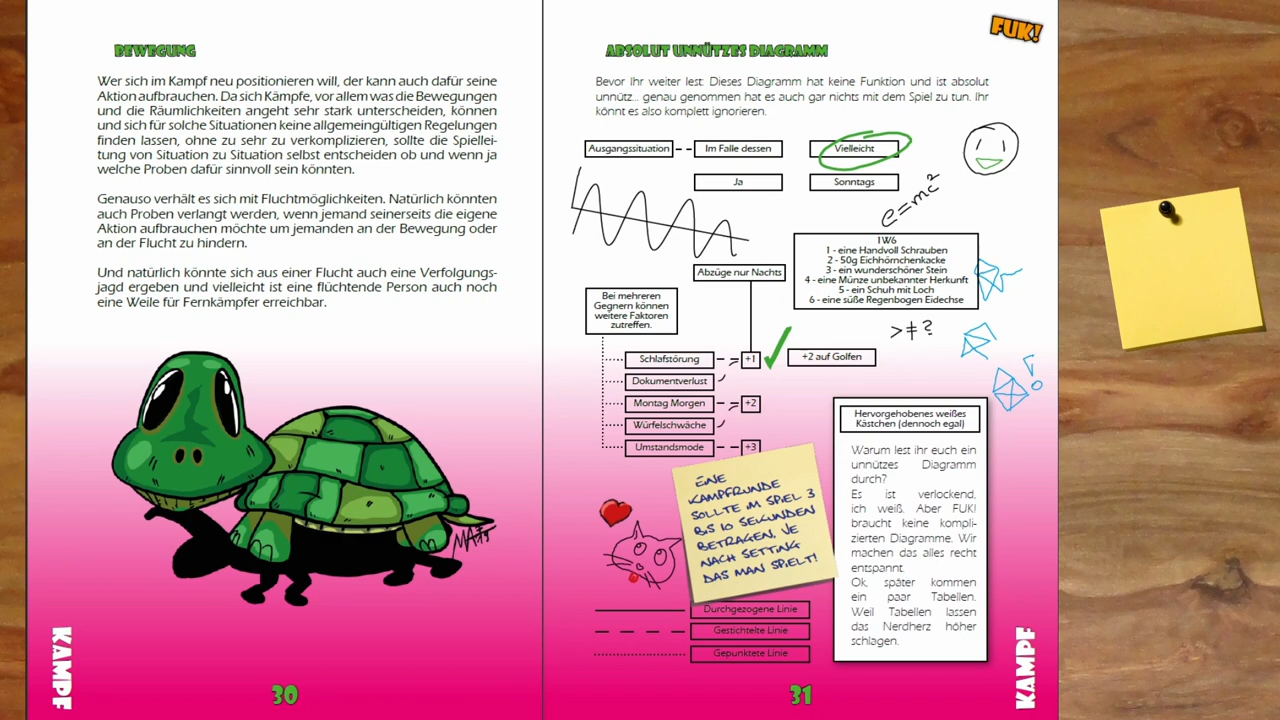 BEWEGUNG
Wer sich im Kampf neu positionieren will, der kann auch dafür seine
Aktion aufbrauchen. Da sich Kämpfe, vor allem was die Bewegungen
und die Räumlichkeiten angeht sehr stark unterscheiden, können
und sich für solche Situationen keine allgemeingültigen Regelungen
finden lassen, ohne zu sehr zu verkomplizieren, sollte die Spiellei-
tung von Situation zu Situation selbst entscheiden ob und wenn ja
welche Proben dafür sinnvoll sein könnten.
Genauso verhält es sich mit Fluchtmöglichkeiten. Natürlich könnten
auch Proben verlangt werden, wenn jemand seinerseits die eigene
Aktion aufbrauchen möchte um jemanden an der Bewegung oder
an der Flucht zu hindern.
Und natürlich könnte sich aus einer Flucht auch eine Verfolgungs-
jagd ergeben und vielleicht ist eine flüchtende Person auch noch
eine Weile für Fernkämpfer erreichbar.
KAMPF
30
FUK!
ABSOLUT UNNÜTZES DIAGRAMM
Bevor Ihr weiter lest: Dieses Diagramm hat keine Funktion und ist absolut
unnütz... genau genommen hat es auch gar nichts mit dem Spiel zu tun. Ihr
könnt es also komplett ignorieren.
Ausgangssituation
Im Falle dessen
Vielleicht
Ja
Sonntags
e=mc²
1W6
1 - eine Handvoll Schrauben
2 - 50g Eichhörnchenkacke
3 - ein wunderschöner Stein
4 - eine Münze unbekannter Herkunft
5 - ein Schuh mit Loch
6 - eine süße Regenbogen Eidechse
Abzüge nur Nachts
Bei mehreren
Gegnern können
weitere Faktoren
zutreffen.
>≠?
Schlafstörung
+1
+2 auf Golfen
Dokumentverlust
Montag Morgen
+2
Würfelschwäche
Umstandsmode
+3
EINE
KAMPFRUNDE
SOLLTE IM SPIEL 3
BIS 10 SEKUNDEN
BETRAGEN. JE
NACH SETTING
DAS MAN SPIELT!
Hervorgehobenes weißes
Kästchen (dennoch egal)
Warum lest ihr euch ein
unnützes Diagramm
durch?
Es ist verlockend,
ich weiß. Aber FUK!
braucht keine kompli-
zierten Diagramme. Wir
machen das alles recht
entspannt.
Ok, später kommen
ein paar Tabellen.
Weil Tabellen lassen
das Nerdherz höher
schlagen.
Durchgezogene Linie
Gestichtelte Linie
Gepunktete Linie
31
KAMPF